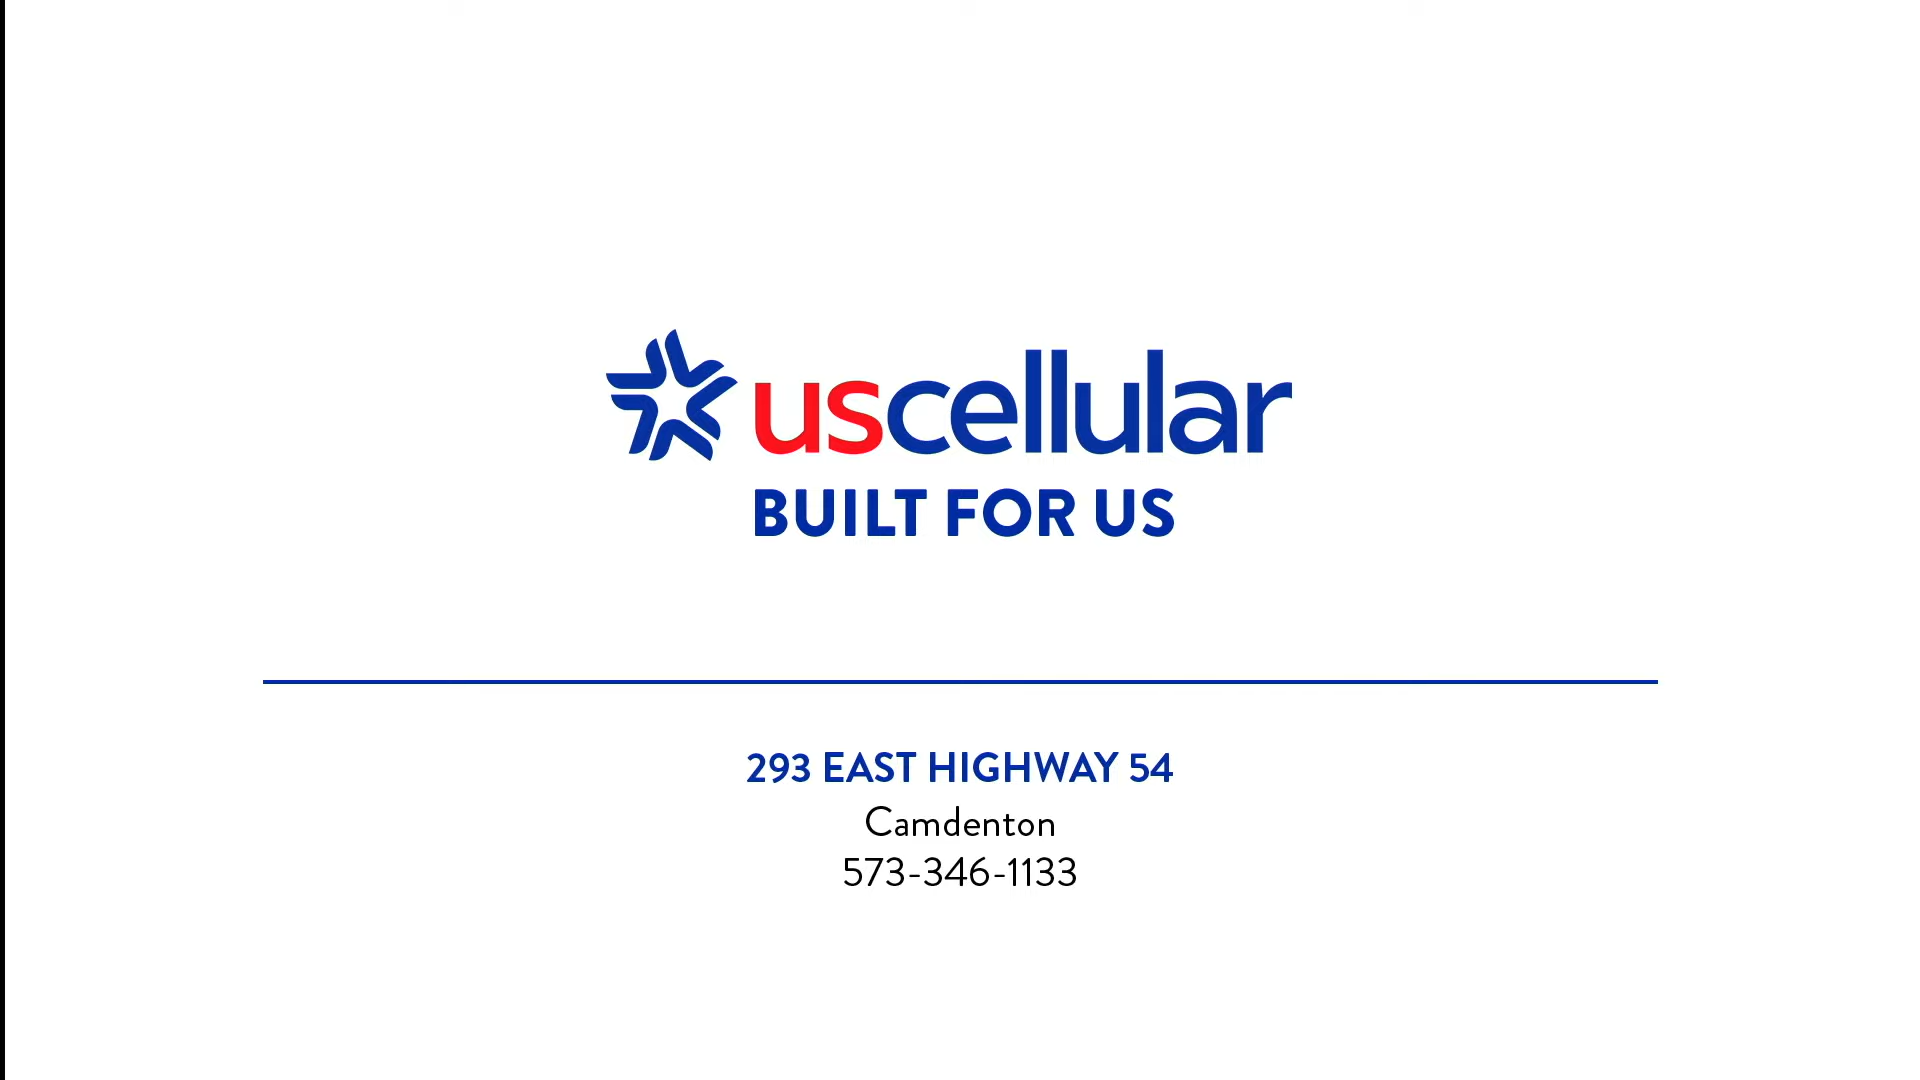 uscellular
BUILT FOR US
293 EAST HIGHWAY 54
Camdenton
573-346-1133